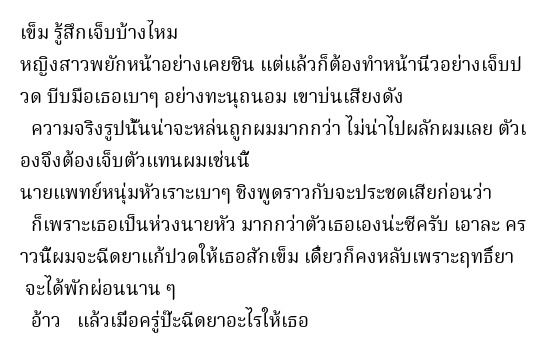 เข็ม รู้สึกเจ็บบ้างไหม
หญิงสาวพยักหน้าอย่างเคยชิน แต่แล้วก็ต้องทำหน้านิ่วอย่างเจ็บป
วด บีบมือเธอเบาๆ อย่างทะนุถนอม เขาบ่นเสียงดัง
ความจริงรูปนั้นน่าจะหล่นถูกผมมากกว่า ไม่น่าไปผลักผมเลย ตัวเ
องจึงต้องเจ็บตัวแทนผมเช่นนี้
นายแพทย์หนุ่มหัวเราะเบาๆ ชิงพูดราวกับจะประชดเสียก่อนว่า
ก็เพราะเธอเป็นห่วงนายหัว มากกว่าตัวเธอเองน่ะซีครับ เอาละ คร
าวนี้ผมจะฉีดยาแก้ปวดให้เธอสักเข็ม เดี๋ยวก็คงหลับเพราะฤทธิ์ยา
จะได้พักผ่อนนาน ๆ
อ้าว แล้วเมื่อครู่ป๊ะฉีดยาอะไรให้เธอ